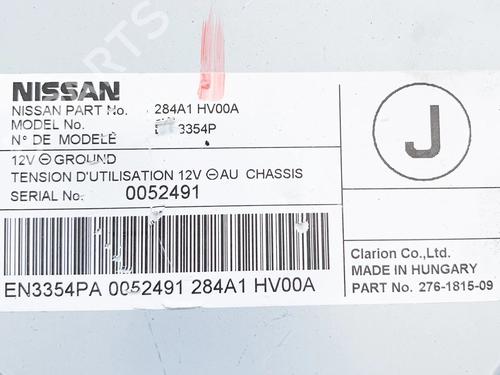 PARTS
NISSAN
NISSAN PART No. 284A1 HV00A
MODEL No. 3354P
N° DE MODELÈ
12V ⊖ GROUND
TENSION D'UTILISATION 12V ⊖ AU CHASSIS
SERIAL No. 0052491
EN3354PA 0052491 284A1 HV00A
J
Clarion Co.,Ltd.
MADE IN HUNGARY
PART No. 276-1815-09